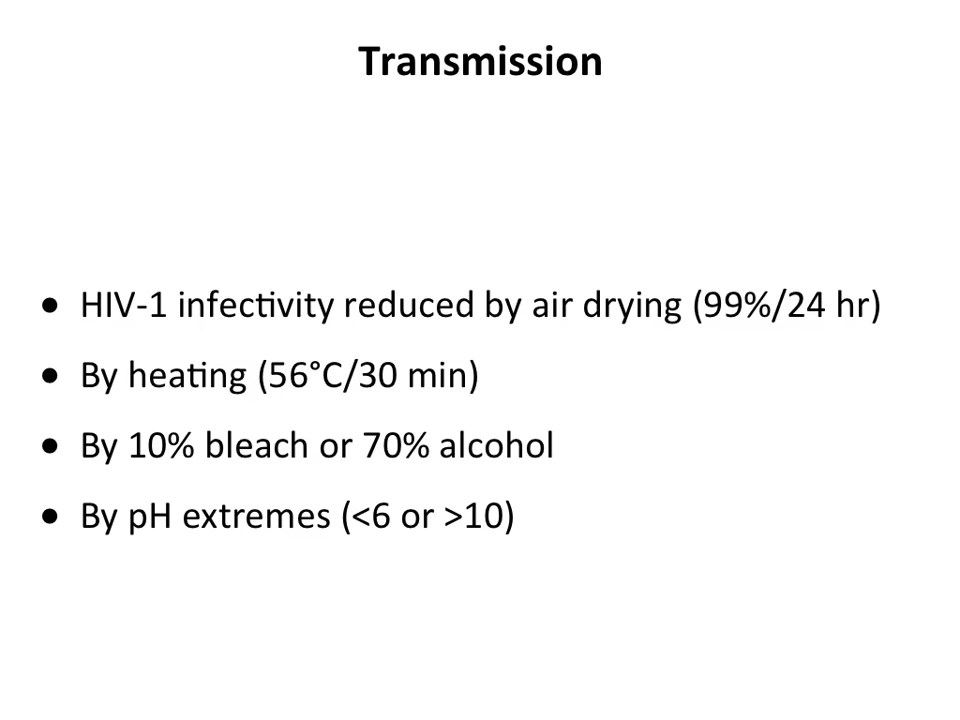 Transmission
• HIV-1 infectivity reduced by air drying (99%/24 hr)
• By heating (56°C/30 min)
• By 10% bleach or 70% alcohol
• By pH extremes (<6 or >10)